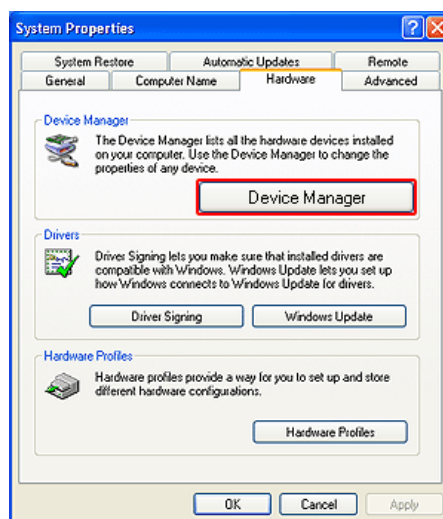 System Properties
System Restore
Automatic Updates
Remote
General
Computer Name
Hardware
Advanced
Device Manager
The Device Manager lists all the hardware devices installed
on your computer. Use the Device Manager to change the
properties of any device.
Device Manager
Drivers
Driver Signing lets you make sure that installed drivers are
compatible with Windows. Windows Update lets you set up
how Windows connects to Windows Update for drivers.
Driver Signing
Windows Update
Hardware Profiles
Hardware profiles provide a way for you to set up and store
different hardware configurations.
Hardware Profiles
OK
Cancel
Apply